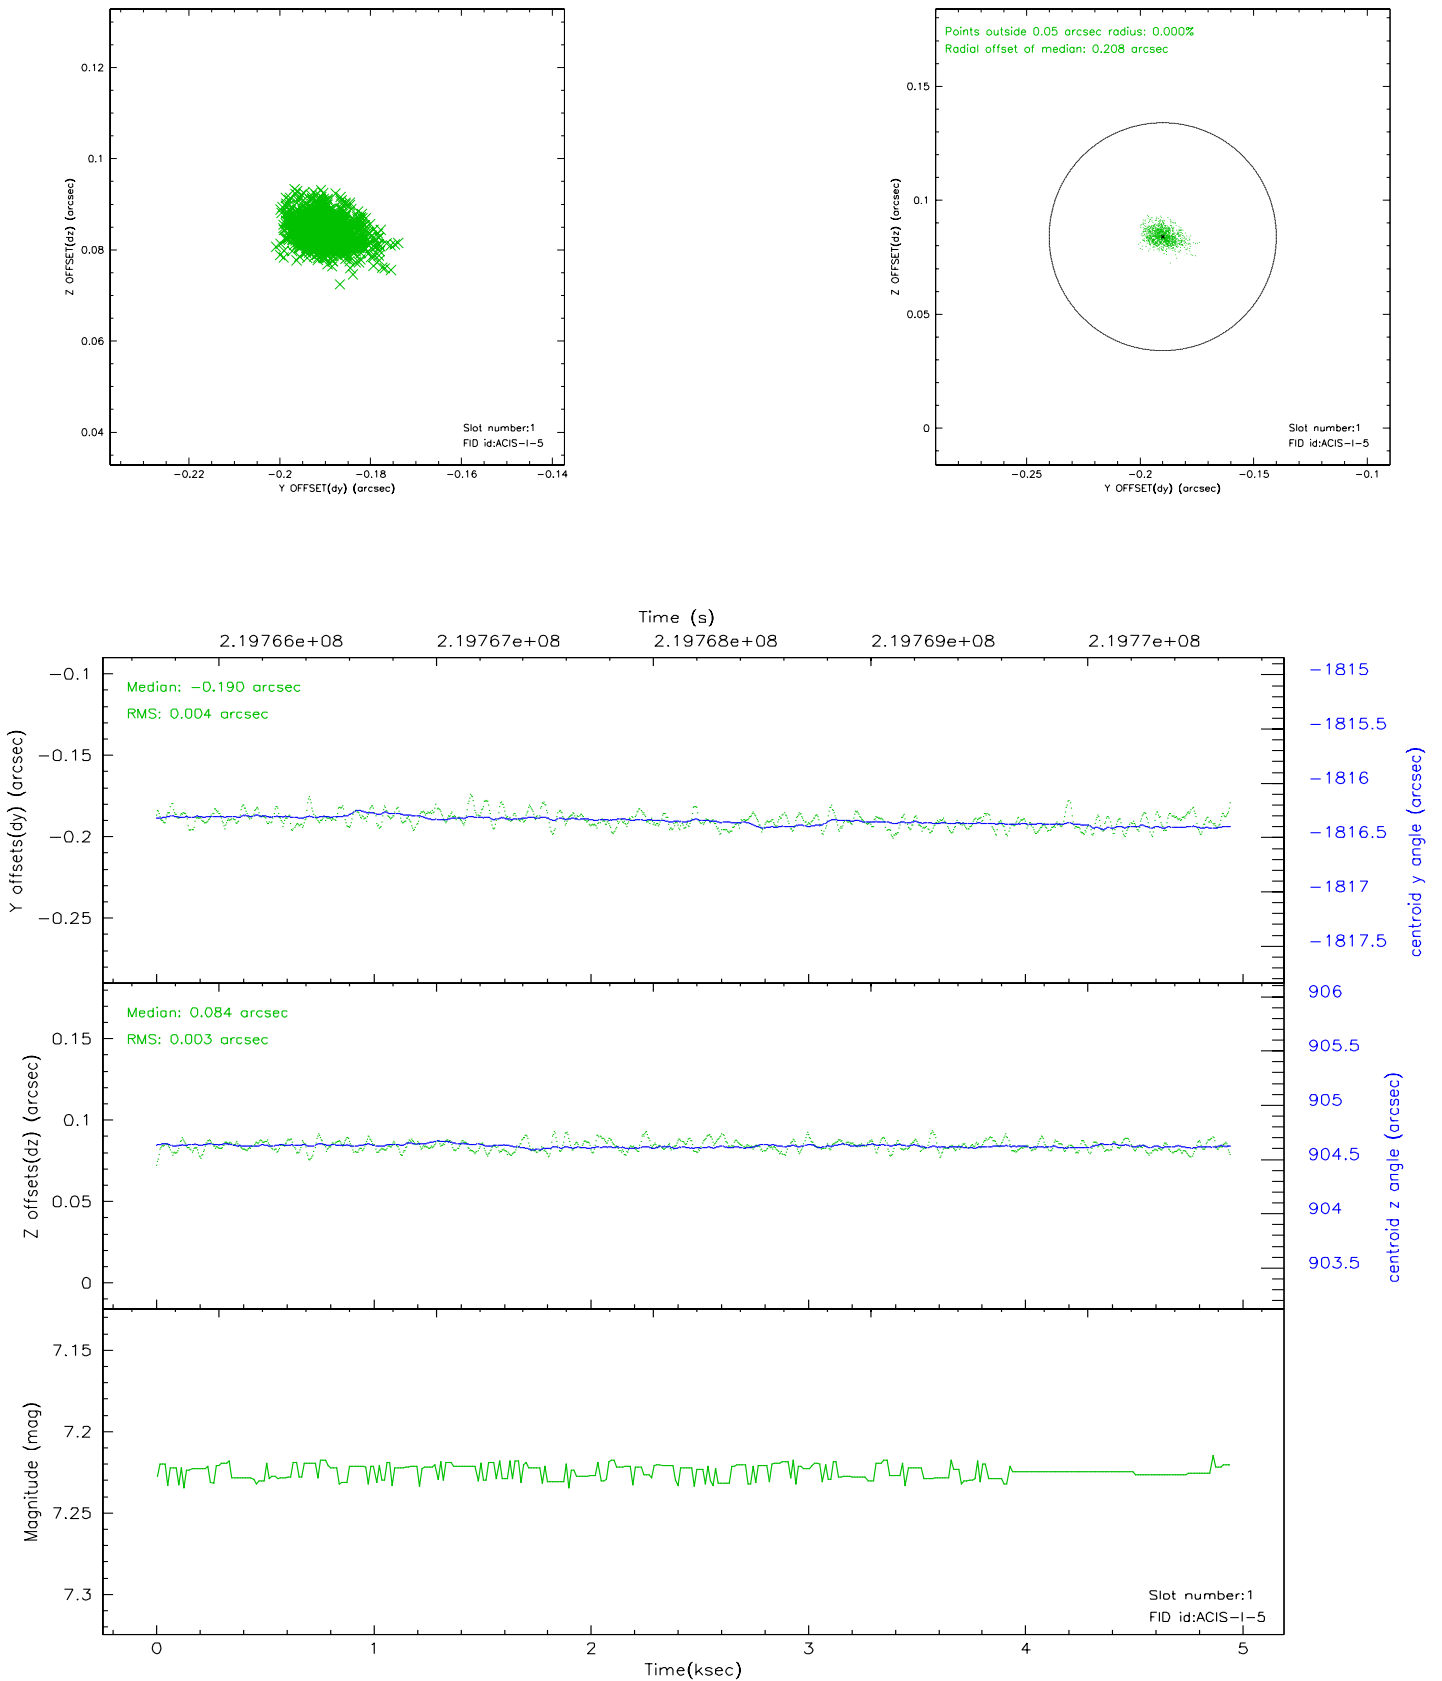 0.12
0.1
0.08
0.06
0.04
Z OFFSET(dz) (arcsec)
Slot number:1
FID id:ACIS-I-5
-0.22 -0.2 -0.18 -0.16 -0.14
Y OFFSET(dy) (arcsec)
Points outside 0.05 arcsec radius: 0.000%
Radial offset of median: 0.208 arcsec
0.15
0.1
0.05
0
Z OFFSET(dz) (arcsec)
Slot number:1
FID id:ACIS-I-5
-0.25 -0.2 -0.15 -0.1
Y OFFSET(dy) (arcsec)
Time (s)
2.19766e+08 2.19767e+08 2.19768e+08 2.19769e+08 2.1977e+08
Median: -0.190 arcsec
RMS: 0.004 arcsec
-0.1
-0.15
-0.2
-0.25
Y offsets(dy) (arcsec)
-1815
-1815.5
-1816
-1816.5
-1817
-1817.5
centroid y angle (arcsec)
Median: 0.084 arcsec
RMS: 0.003 arcsec
0.15
0.1
0.05
0
Z offsets(dz) (arcsec)
906
905.5
905
904.5
904
903.5
centroid z angle (arcsec)
7.15
7.2
7.25
7.3
Magnitude (mag)
Slot number:1
FID id:ACIS-I-5
0 1 2 3 4 5
Time(ksec)